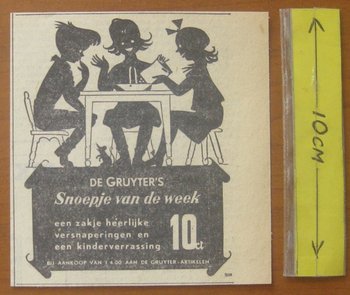 DE GRUYTER'S
Snoepje van de week
een zakje heerlijke
versnaperingen en
een kinderverrassing
10ct
BIJ AANKOOP VAN f 4.00 AAN DE GRUYTER-ARTIKELEN
10CM